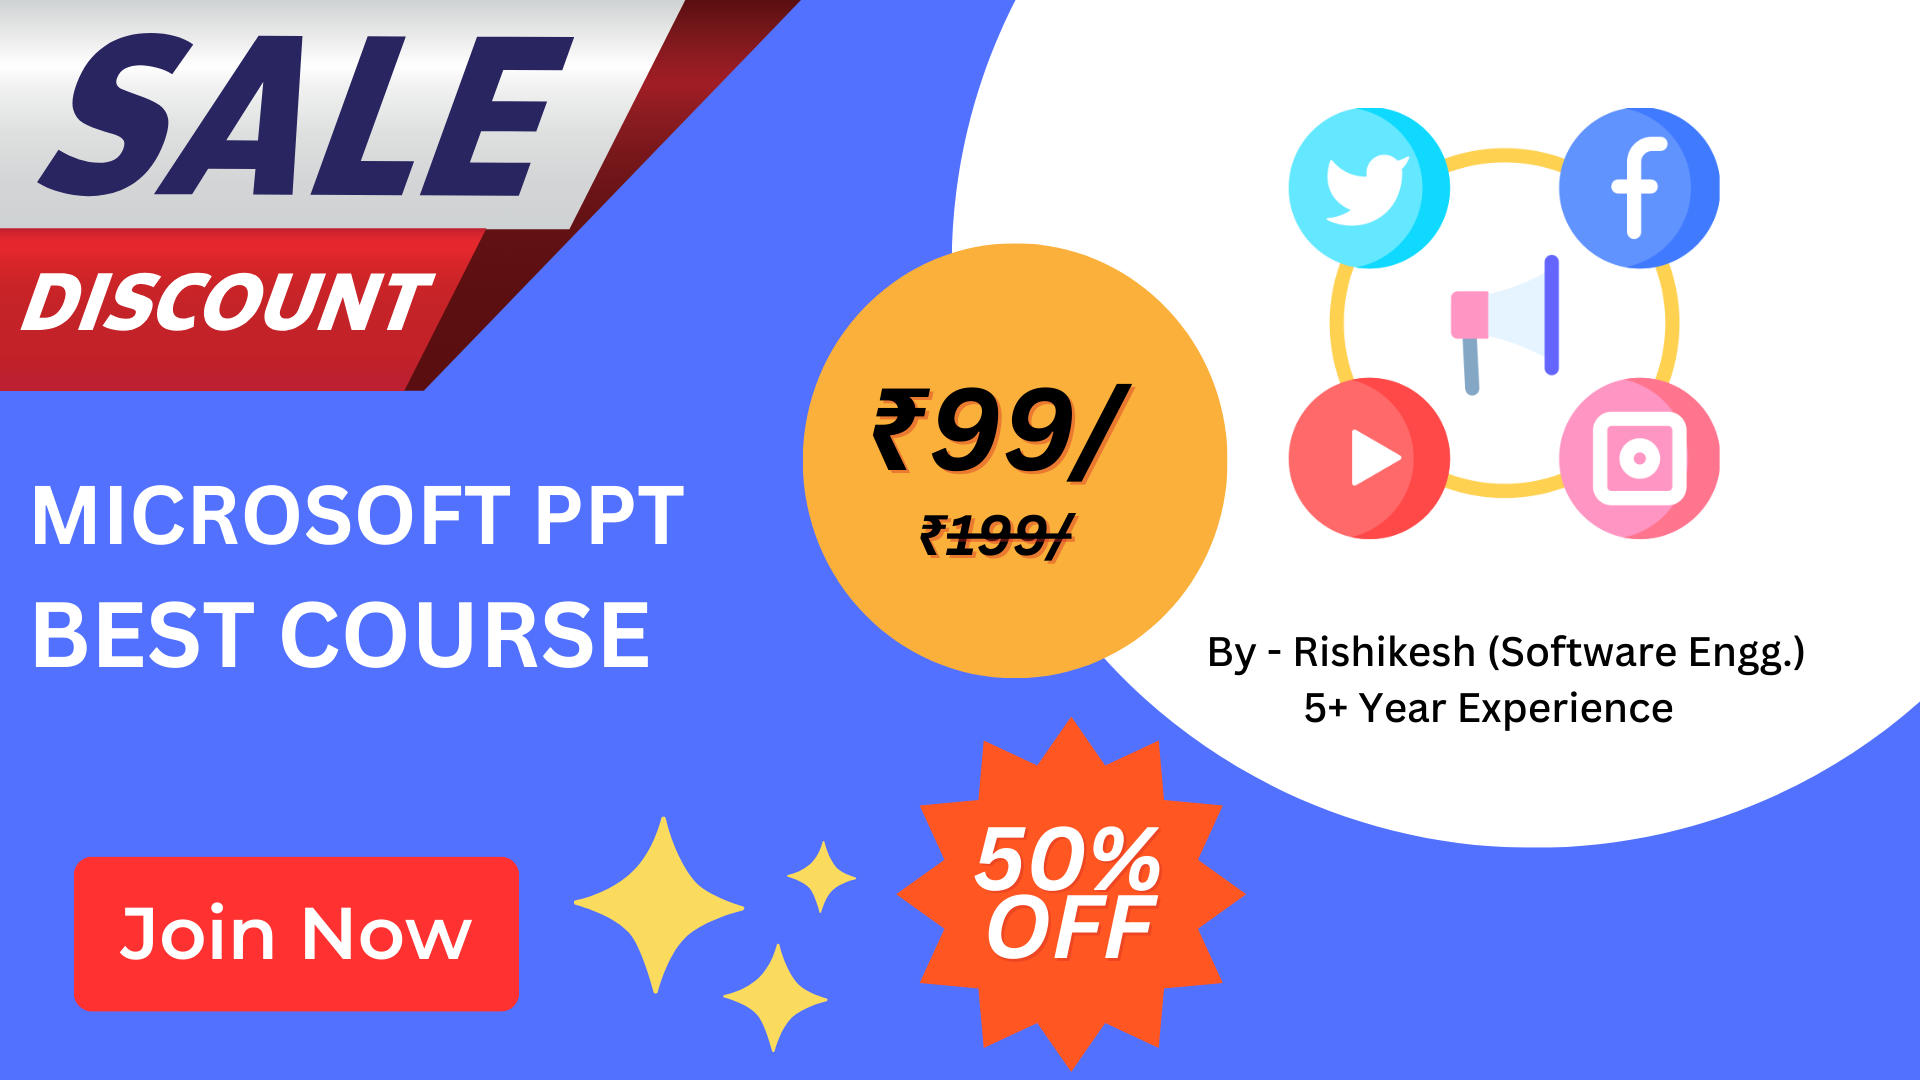 SALE
DISCOUNT
₹99/
₹199/
MICROSOFT PPT
BEST COURSE
By - Rishikesh (Software Engg.)
5+ Year Experience
50%
OFF
Join Now